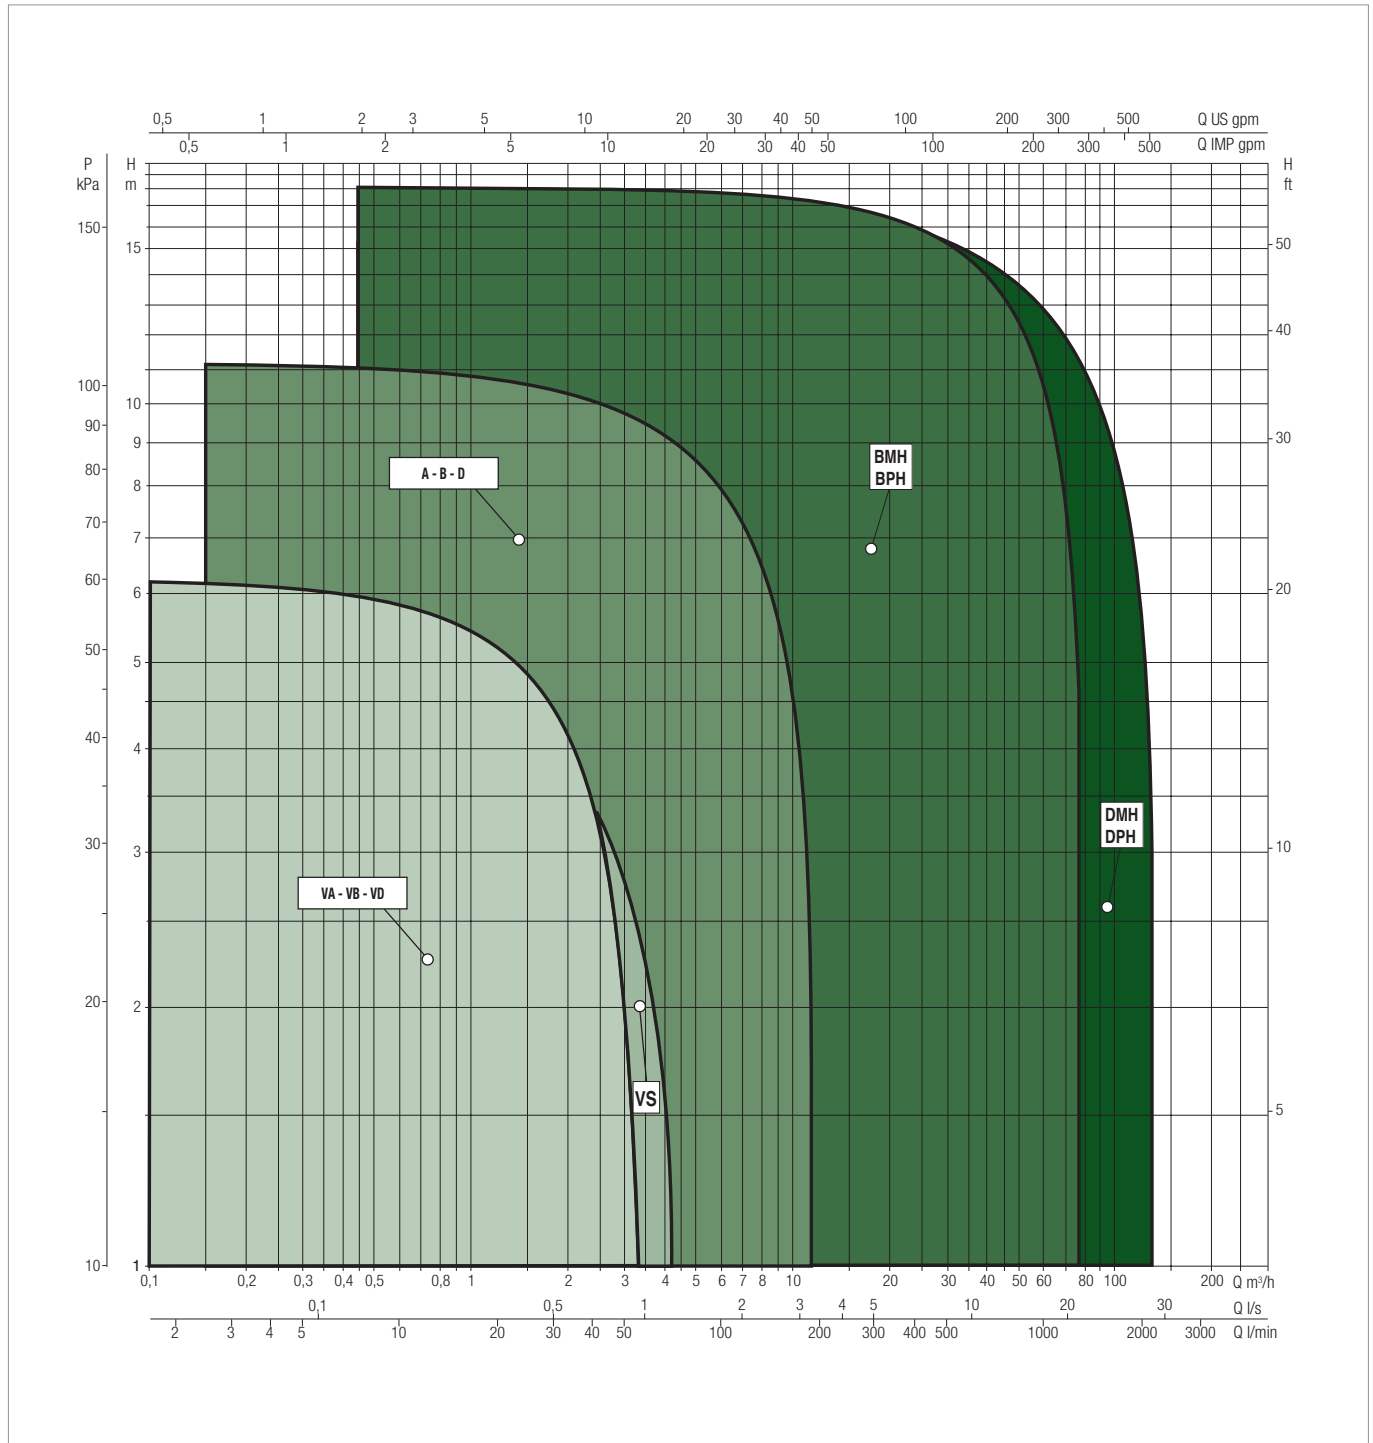 0,5 1 2 3 5 10 20 30 40 50 100 200 300 500 Q US gpm
0,5 1 2 5 10 20 30 40 50 100 200 300 500 Q IMP gpm
P kPa
H m
H ft
150
100
90
80
70
60
50
40
30
20
10
15
10
9
8
7
6
5
4
3
2
1
50
40
30
20
10
5
A - B - D
BMH
BPH
DMH
DPH
VA - VB - VD
VS
0,1 0,2 0,3 0,4 0,5 0,8 1 2 3 4 5 6 7 8 10 20 30 40 50 60 80 100 200 Q m³/h
0,1 0,5 1 2 3 4 5 10 20 30 Q l/s
2 3 4 5 10 20 30 40 50 100 200 300 400 500 1000 2000 3000 Q l/min